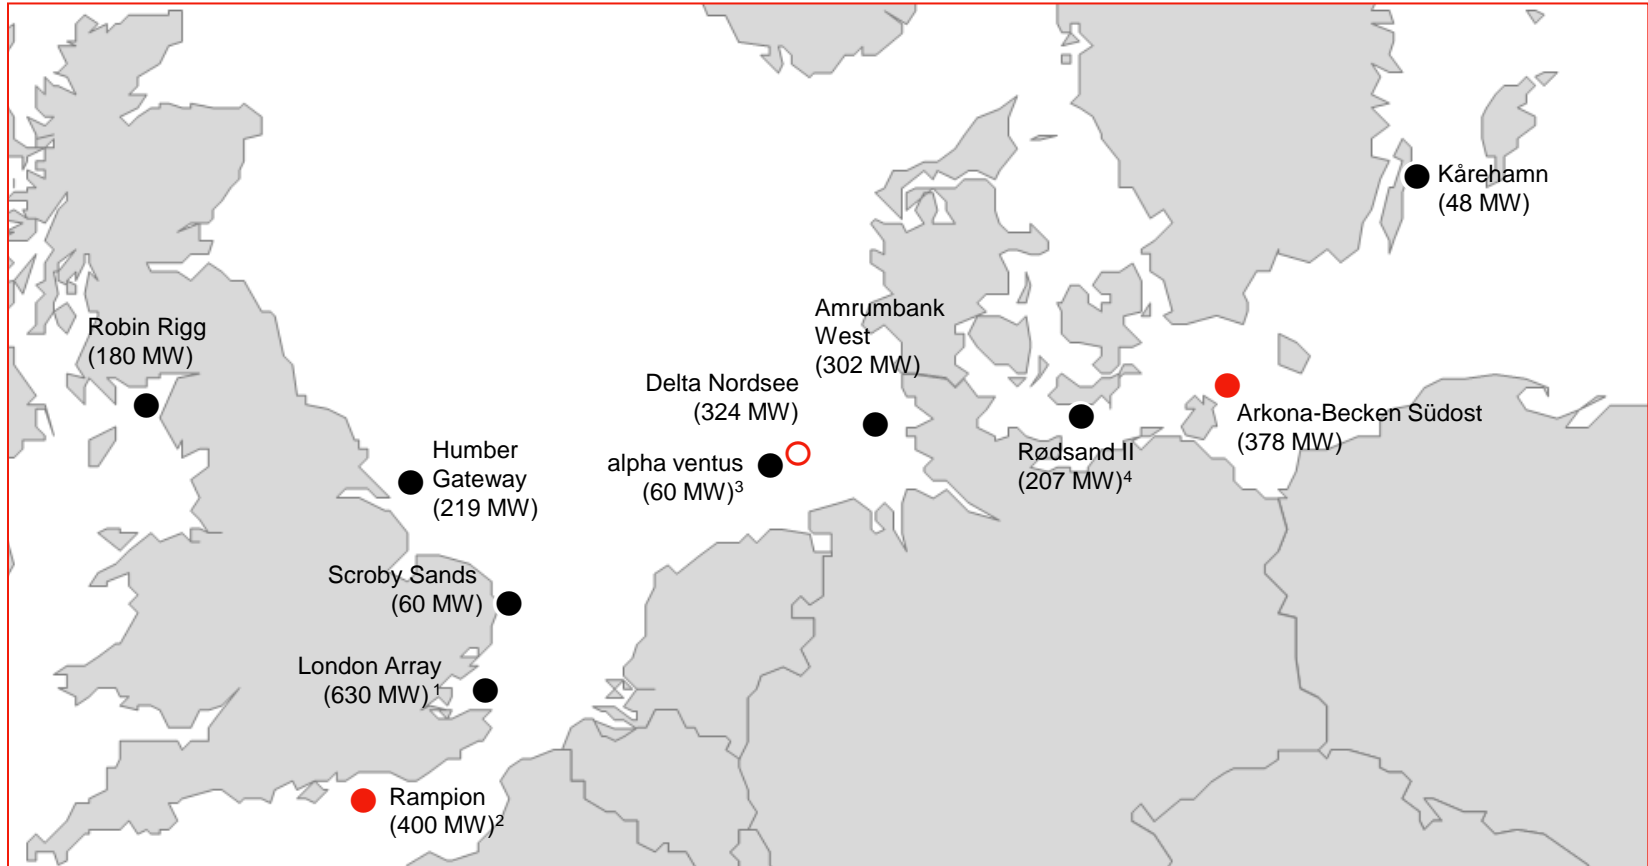 Kårehamn
(48 MW)
Robin Rigg
(180 MW)
Amrumbank
West
(302 MW)
Delta Nordsee
(324 MW)
Arkona-Becken Südost
(378 MW)
Humber
Gateway
(219 MW)
alpha ventus
(60 MW)³
Rødsand II
(207 MW)⁴
Scroby Sands
(60 MW)
London Array
(630 MW)¹
Rampion
(400 MW)²